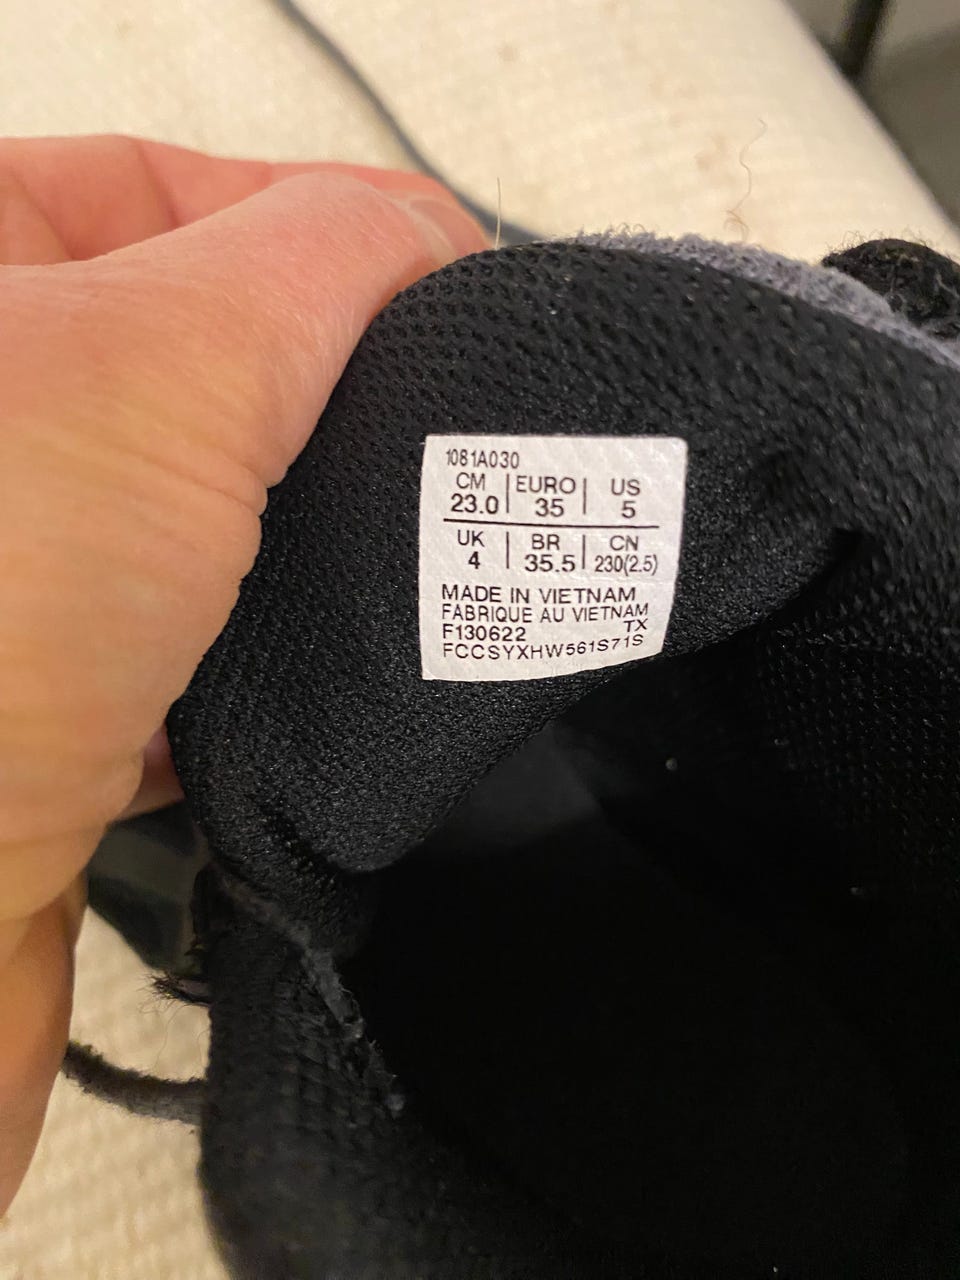 1081A030
CM | EURO | US
23.0 | 35 | 5
UK | BR | CN
4 | 35.5 | 230(2.5)
MADE IN VIETNAM
FABRIQUE AU VIETNAM
F130622 TX
FCCSYXHW561S71S